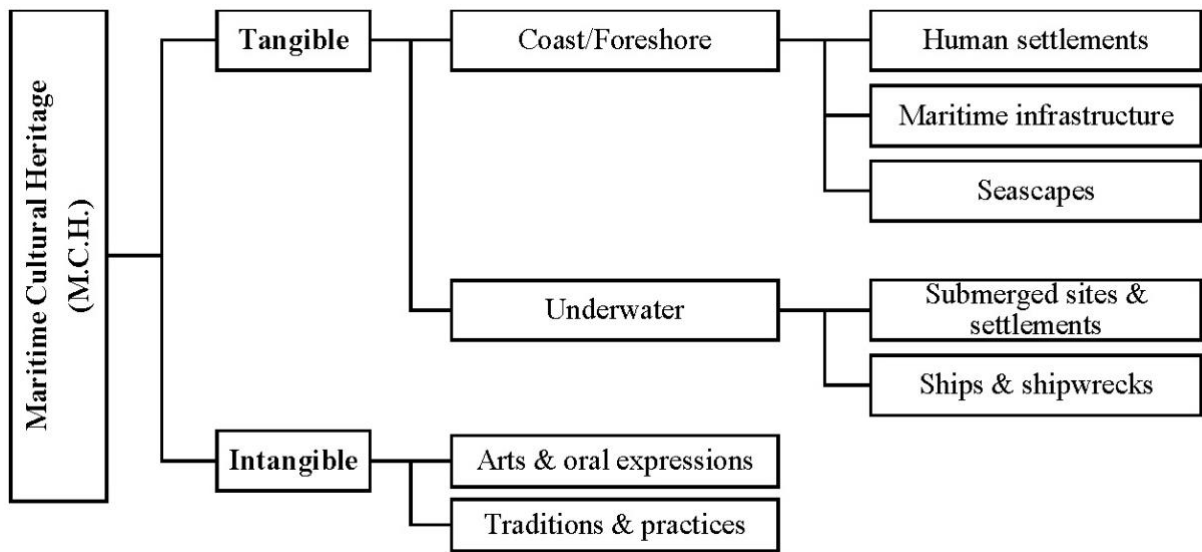 Maritime Cultural Heritage
(M.C.H.)
Tangible
Coast/Foreshore
Human settlements
Maritime infrastructure
Seascapes
Underwater
Submerged sites &
settlements
Ships & shipwrecks
Intangible
Arts & oral expressions
Traditions & practices